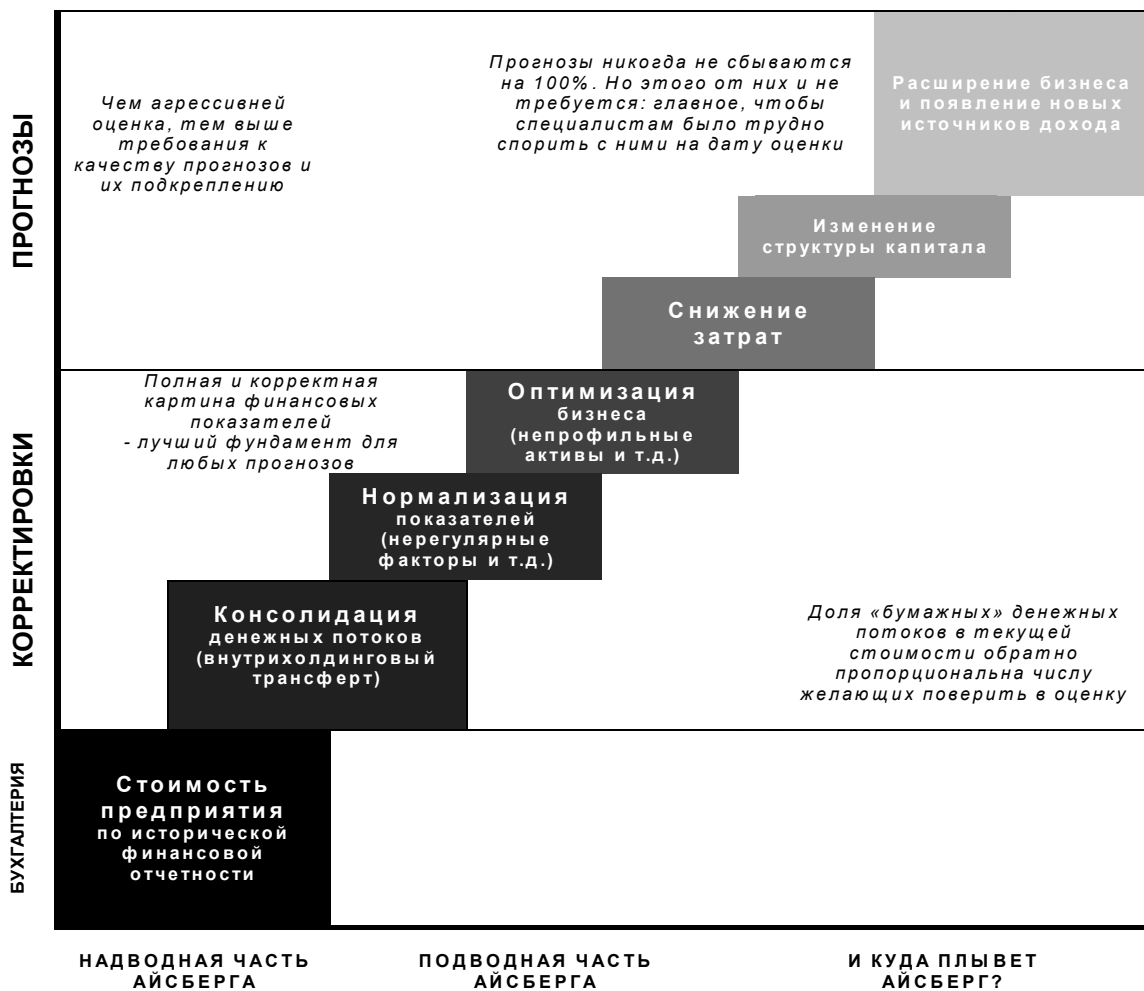 ПРОГНОЗЫ
Чем агрессивней
оценка, тем выше
требования к
качеству прогнозов и
их подкреплению
Прогнозы никогда не сбываются
на 100%. Но этого от них и не
требуется: главное, чтобы
специалистам было трудно
спорить с ними на дату оценки
Расширение бизнеса
и появление новых
источников дохода
Изменение
структуры капитала
Снижение
затрат
КОРРЕКТИРОВКИ
Полная и корректная
картина финансовых
показателей
- лучший фундамент для
любых прогнозов
Оптимизация
бизнеса
(непрофильные
активы и т.д.)
Нормализация
показателей
(нерегулярные
факторы и т.д.)
Консолидация
денежных потоков
(внутрихолдинговый
трансферт)
Доля «бумажных» денежных
потоков в текущей
стоимости обратно
пропорциональна числу
желающих поверить в оценку
БУХГАЛТЕРИЯ
Стоимость
предприятия
по исторической
финансовой
отчетности
НАДВОДНАЯ ЧАСТЬ
АЙСБЕРГА
ПОДВОДНАЯ ЧАСТЬ
АЙСБЕРГА
И КУДА ПЛЫВЕТ
АЙСБЕРГ?